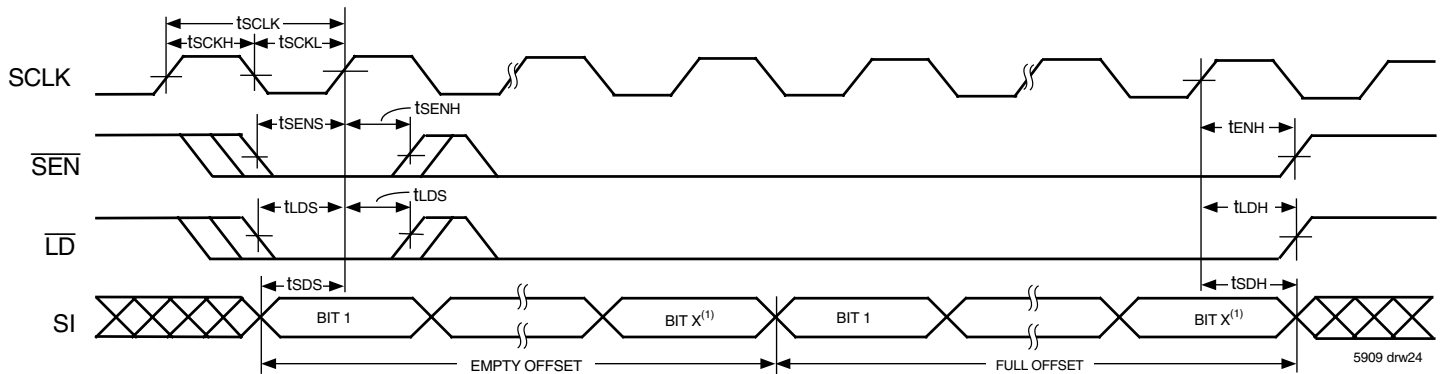 tSCLK
tSCKH tSCKL
SCLK
tSENS tSENH tENH
SEN
tLDS tLDS tLDH
LD
tSDS tSDH
SI BIT 1 BIT X(1) BIT 1 BIT X(1)
EMPTY OFFSET FULL OFFSET
5909 drw24